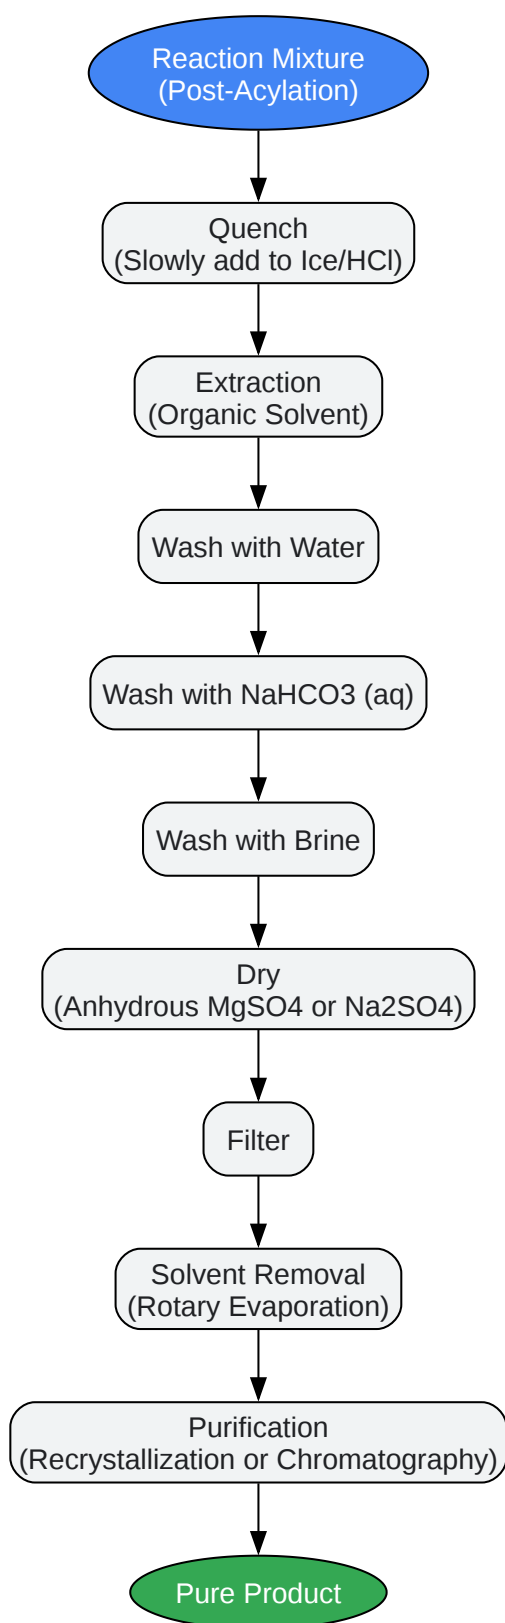 Reaction Mixture
(Post-Acylation)
Quench
(Slowly add to Ice/HCl)
Extraction
(Organic Solvent)
Wash with Water
Wash with NaHCO3 (aq)
Wash with Brine
Dry
(Anhydrous MgSO4 or Na2SO4)
Filter
Solvent Removal
(Rotary Evaporation)
Purification
(Recrystallization or Chromatography)
Pure Product